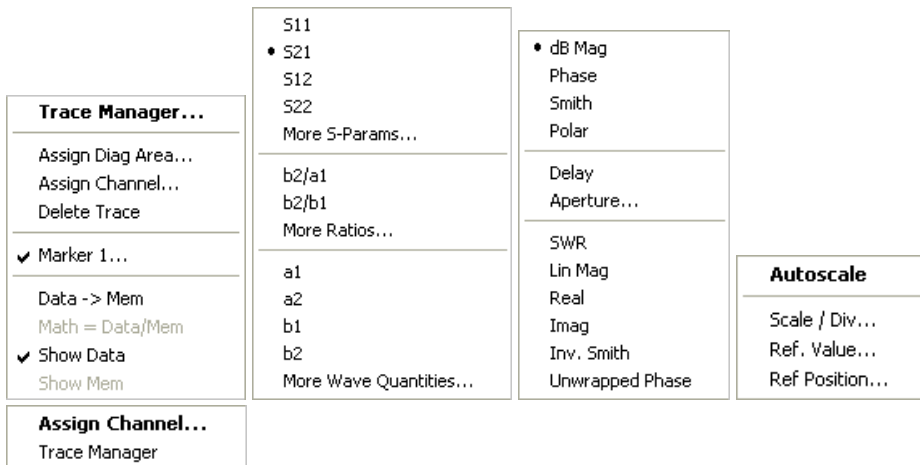 Trace Manager...
Assign Diag Area...
Assign Channel...
Delete Trace
Marker 1...
Data -> Mem
Math = Data/Mem
Show Data
Show Mem
Assign Channel...
Trace Manager
S11
S21
S12
S22
More S-Params...
b2/a1
b2/b1
More Ratios...
a1
a2
b1
b2
More Wave Quantities...
dB Mag
Phase
Smith
Polar
Delay
Aperture...
SWR
Lin Mag
Real
Imag
Inv. Smith
Unwrapped Phase
Autoscale
Scale / Div...
Ref. Value...
Ref Position...